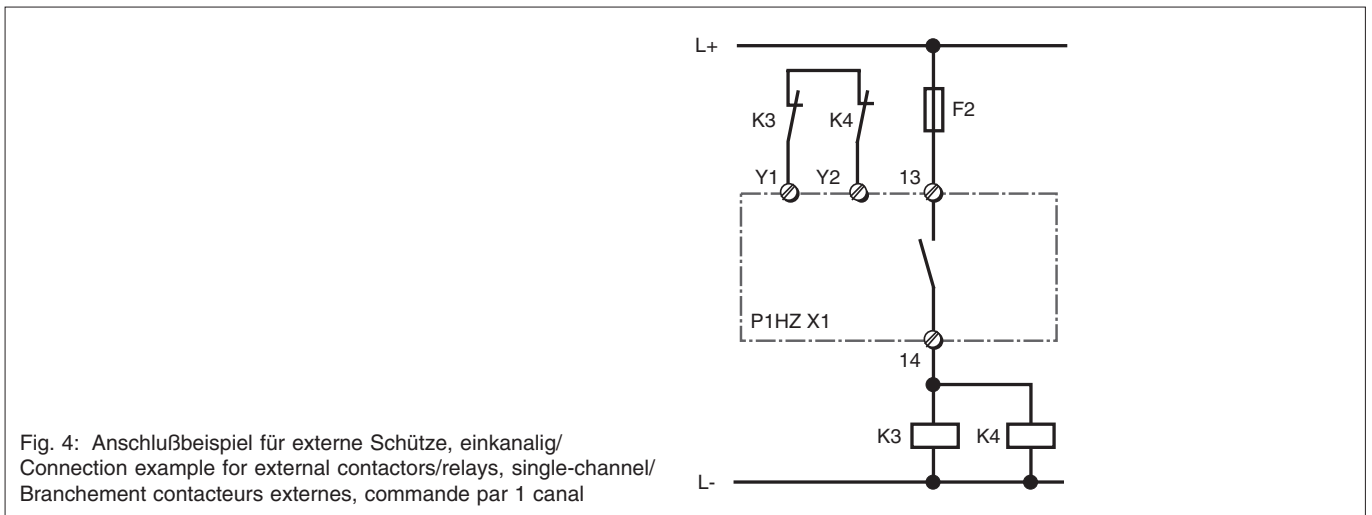 L+
F2
K3 K4
Y1 Y2 13
P1HZ X1
14
K3 K4
L-
Fig. 4: Anschlußbeispiel für externe Schütze, einkanalig/
Connection example for external contactors/relays, single-channel/
Branchement contacteurs externes, commande par 1 canal